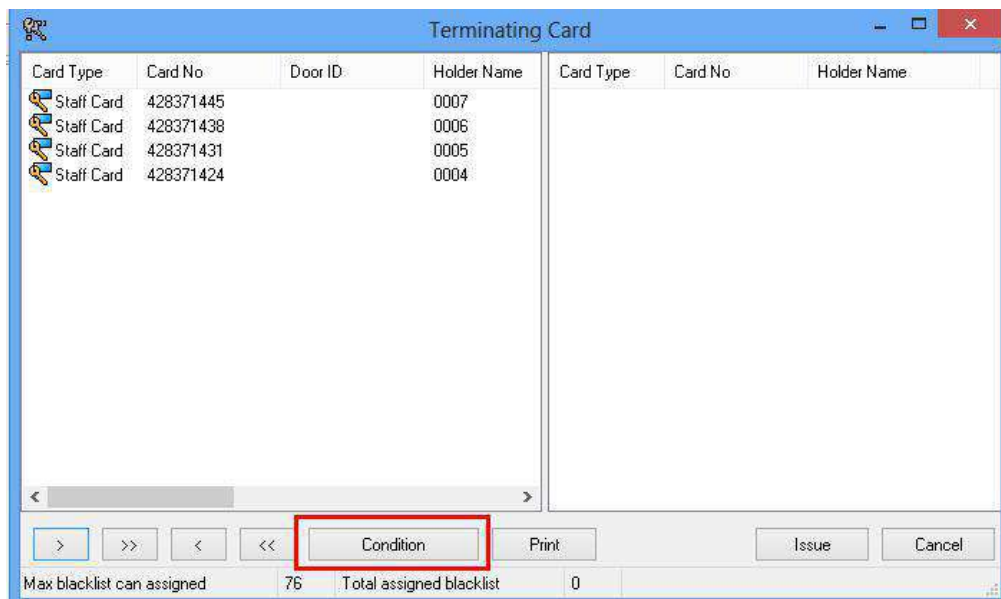 Terminating Card
Card Type Card No Door ID Holder Name Card Type Card No Holder Name
Staff Card 428371445 0007
Staff Card 428371438 0006
Staff Card 428371431 0005
Staff Card 428371424 0004
> >> < << Condition Print Issue Cancel
Max blacklist can assigned 76 Total assigned blacklist 0